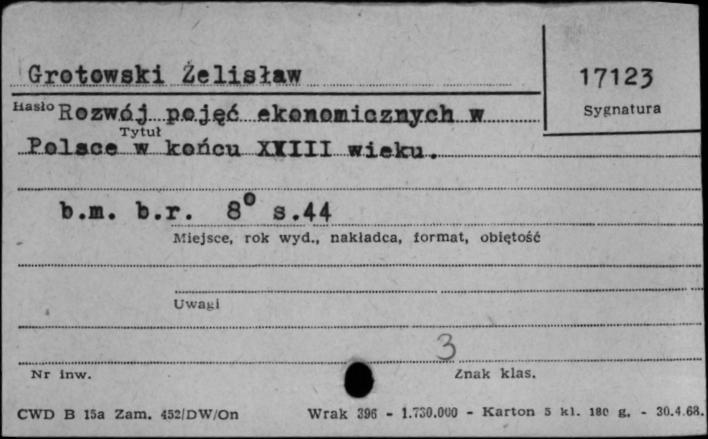 Grotowski Żelisław
17123
Hasło
Sygnatura
Rozwój pojęć ekonomicznych w
Tytuł
Polsce w końcu XVIII wieku.
b.m. b.r. 8° s.44
Miejsce, rok wyd., nakładca, format, objętość
Uwagi
3
Nr inw.
Znak klas.
CWD B 15a Zam. 452/DW/On Wrak 396 - 1.730.000 - Karton 5 kl. 180 g. - 30.4.68.